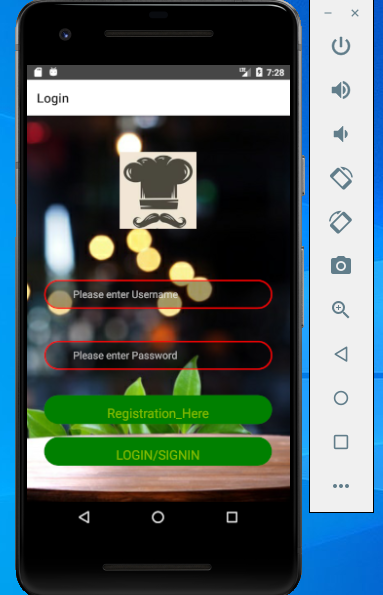 7:28
Login
Please enter Username
Please enter Password
Registration_Here
LOGIN/SIGNIN